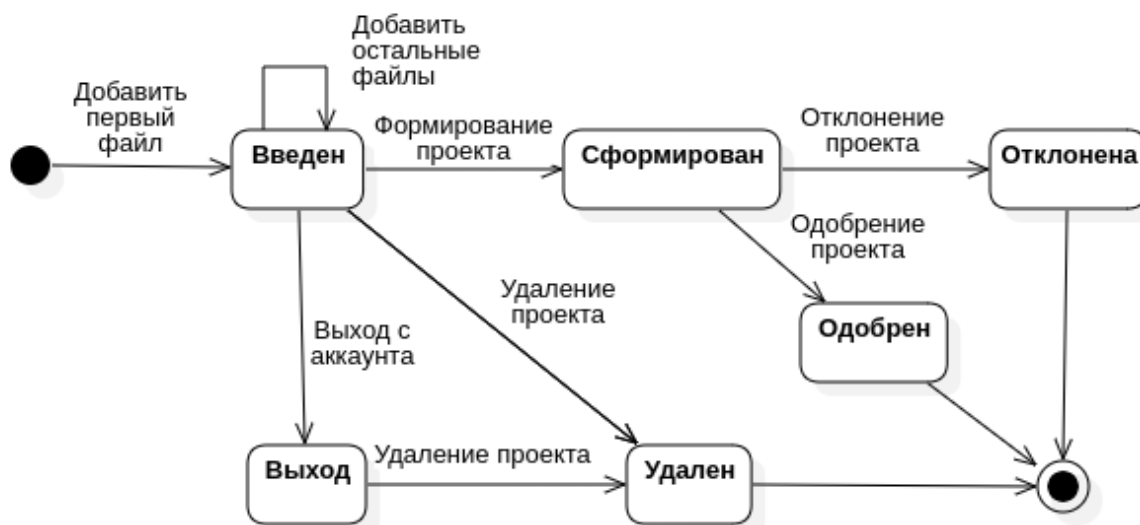 Добавить
остальные
файлы
Добавить
первый
файл
Введен
Формирование
проекта
Сформирован
Отклонение
проекта
Отклонена
Одобрение
проекта
Одобрен
Удаление
проекта
Выход с
аккаунта
Выход
Удаление проекта
Удален